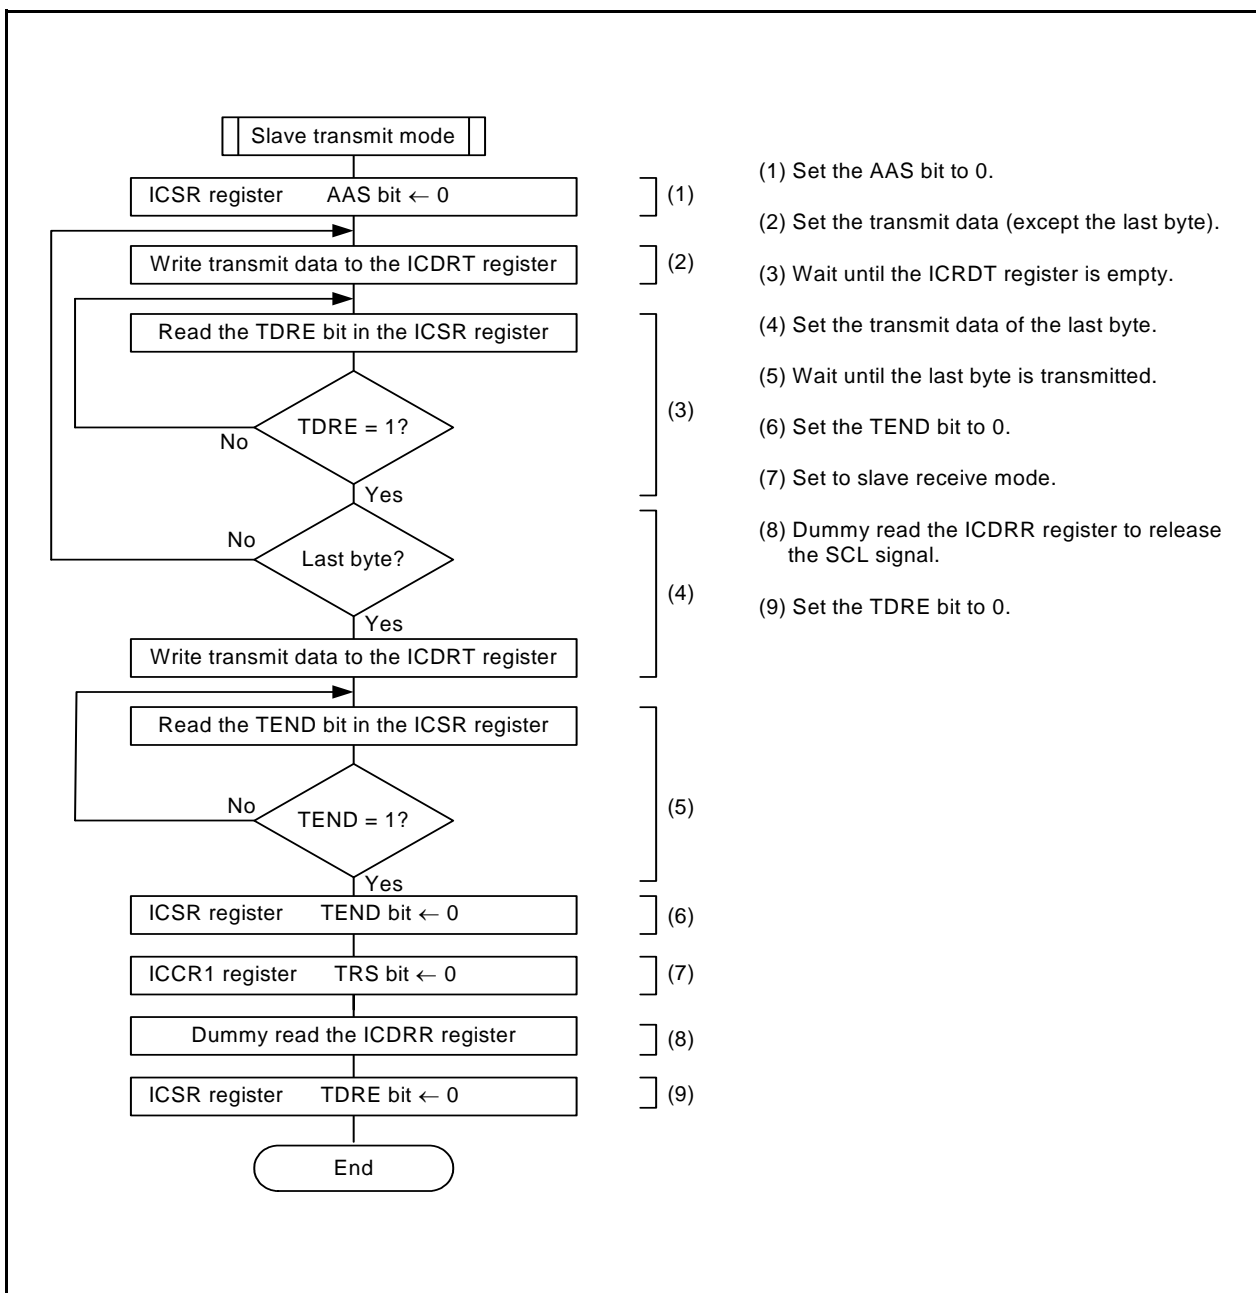 Slave transmit mode
ICSR register AAS bit ← 0
(1)
Write transmit data to the ICDRT register
(2)
Read the TDRE bit in the ICSR register
TDRE = 1?
No
Yes
(3)
Last byte?
No
Yes
Write transmit data to the ICDRT register
(4)
Read the TEND bit in the ICSR register
TEND = 1?
No
Yes
(5)
ICSR register TEND bit ← 0
(6)
ICCR1 register TRS bit ← 0
(7)
Dummy read the ICDRR register
(8)
ICSR register TDRE bit ← 0
(9)
End
(1) Set the AAS bit to 0.
(2) Set the transmit data (except the last byte).
(3) Wait until the ICRDT register is empty.
(4) Set the transmit data of the last byte.
(5) Wait until the last byte is transmitted.
(6) Set the TEND bit to 0.
(7) Set to slave receive mode.
(8) Dummy read the ICDRR register to release
the SCL signal.
(9) Set the TDRE bit to 0.